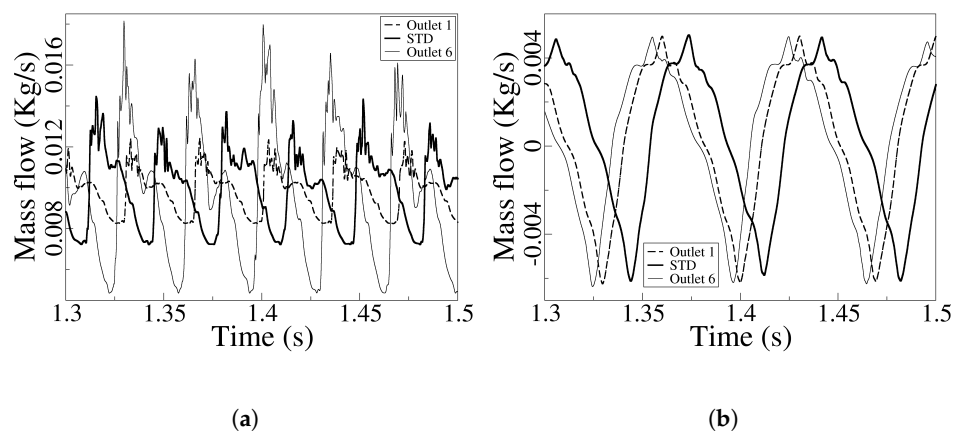 Outlet 1
STD
Outlet 6
Mass flow (Kg/s)
0.016
0.012
0.008
1.3
1.35
1.4
1.45
1.5
Time (s)
(a)
Mass flow (Kg/s)
0.004
0
-0.004
Outlet 1
STD
Outlet 6
1.3
1.35
1.4
1.45
1.5
Time (s)
(b)